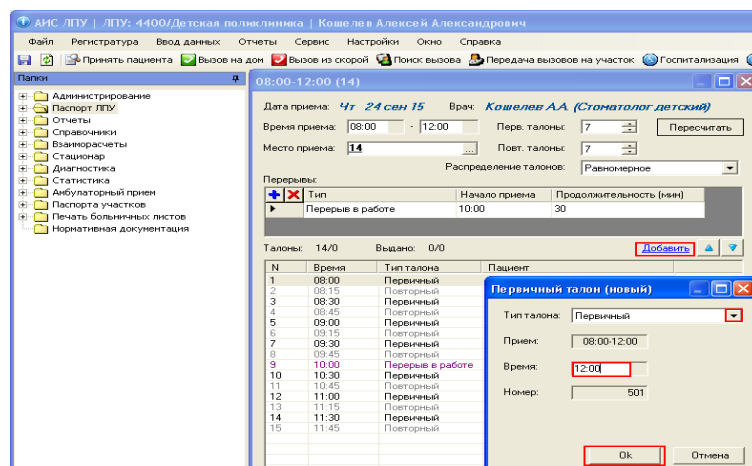 АИС ЛПУ | ЛПУ: 4400/Детская поликлиника | Кошелев Алексей Александрович
Файл Регистратура Ввод данных Отчеты Сервис Настройки Окно Справка
Принять пациента Вызов на дом Вызов из скорой Поиск вызова Передача вызовов на участок Госпитализация
Папки
Администрирование
Паспорт ЛПУ
Отчеты
Справочники
Взаиморасчеты
Стационар
Диагностика
Статистика
Амбулаторный прием
Паспорта участков
Печать больничных листов
Нормативная документация
08:00-12:00 (14)
Дата приема: Чт 24 сен 15 Врач: Кошелев А.А. (Стоматолог детский)
Время приема: 08:00 - 12:00 Перв. талоны: 7 Пересчитать
Место приема: 14 ... Повт. талоны: 7
Распределение талонов: Равномерное
Перерывы:
Тип Начало приема Продолжительность (мин)
Перерыв в работе 10:00 30
Талоны: 14/0 Выдано: 0/0 Добавить
N Время Тип талона Пациент
1 08:00 Первичный
2 08:15 Повторный
3 08:30 Первичный
4 08:45 Повторный
5 09:00 Первичный
6 09:15 Повторный
7 09:30 Первичный
8 09:45 Повторный
9 10:00 Перерыв в работе
10 10:30 Первичный
11 10:45 Повторный
12 11:00 Первичный
13 11:15 Повторный
14 11:30 Первичный
15 11:45 Повторный
Первичный талон (новый)
Тип талона: Первичный
Прием: 08:00-12:00
Время: 12:00
Номер: 501
Ok Отмена